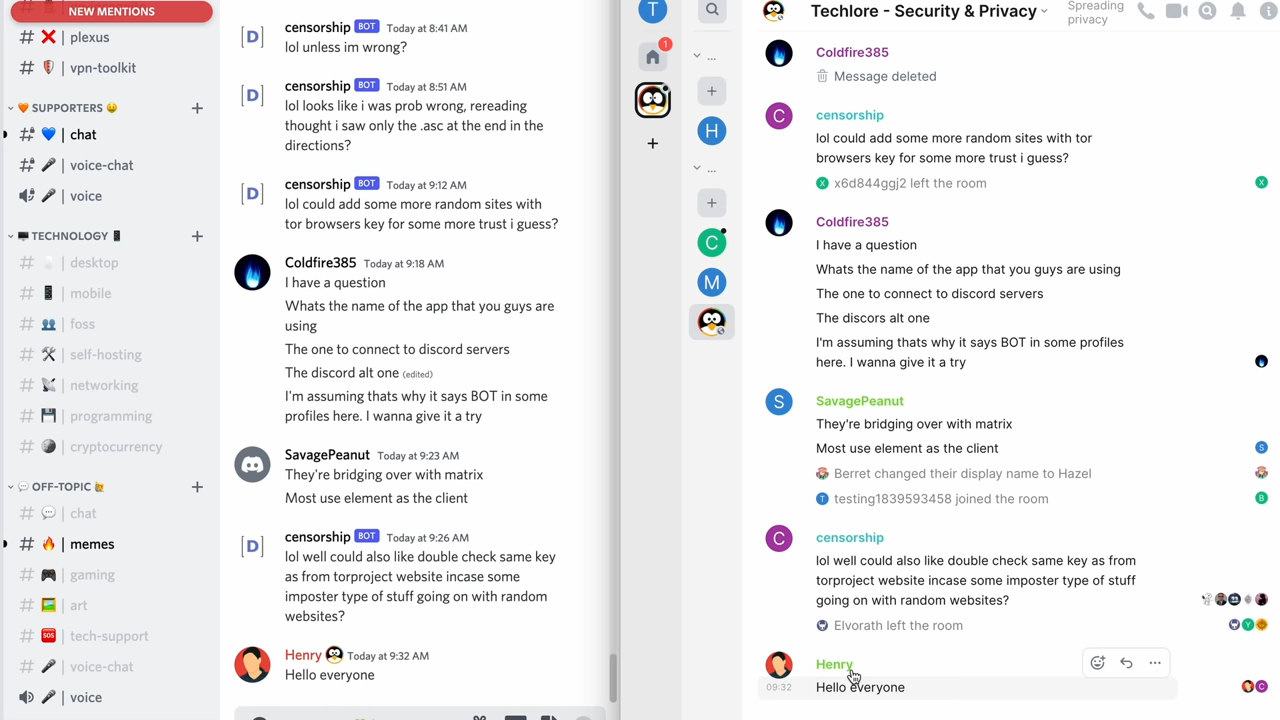 NEW MENTIONS
plexus
vpn-toolkit
SUPPORTERS
chat
voice-chat
voice
TECHNOLOGY
desktop
mobile
foss
self-hosting
networking
programming
cryptocurrency
OFF-TOPIC
chat
memes
gaming
art
SOS
tech-support
voice-chat
voice
[D]
censorship BOT Today at 8:41 AM
lol unless im wrong?
[D]
censorship BOT Today at 8:51 AM
lol looks like i was prob wrong, rereading
thought i saw only the .asc at the end in the
directions?
[D]
censorship BOT Today at 9:12 AM
lol could add some more random sites with
tor browsers key for some more trust i guess?
Coldfire385 Today at 9:18 AM
I have a question
Whats the name of the app that you guys are
using
The one to connect to discord servers
The discord alt one (edited)
I'm assuming thats why it says BOT in some
profiles here. I wanna give it a try
SavagePeanut Today at 9:23 AM
They're bridging over with matrix
Most use element as the client
[D]
censorship BOT Today at 9:26 AM
lol well could also like double check same key
as from torproject website incase some
imposter type of stuff going on with random
websites?
Henry Today at 9:32 AM
Hello everyone
T
1
+
...
+
H
...
+
C
M
Techlore - Security & Privacy
Spreading
privacy
Coldfire385
Message deleted
C
censorship
lol could add some more random sites with tor
browsers key for some more trust i guess?
X x6d844ggj2 left the room X
Coldfire385
I have a question
Whats the name of the app that you guys are using
The one to connect to discord servers
The discors alt one
I'm assuming thats why it says BOT in some profiles
here. I wanna give it a try
S
SavagePeanut
They're bridging over with matrix
Most use element as the client S
Berret changed their display name to Hazel
T testing1839593458 joined the room B
C
censorship
lol well could also like double check same key as from
torproject website incase some imposter type of stuff
going on with random websites?
Elvorath left the room Y
Henry
09:32 Hello everyone C